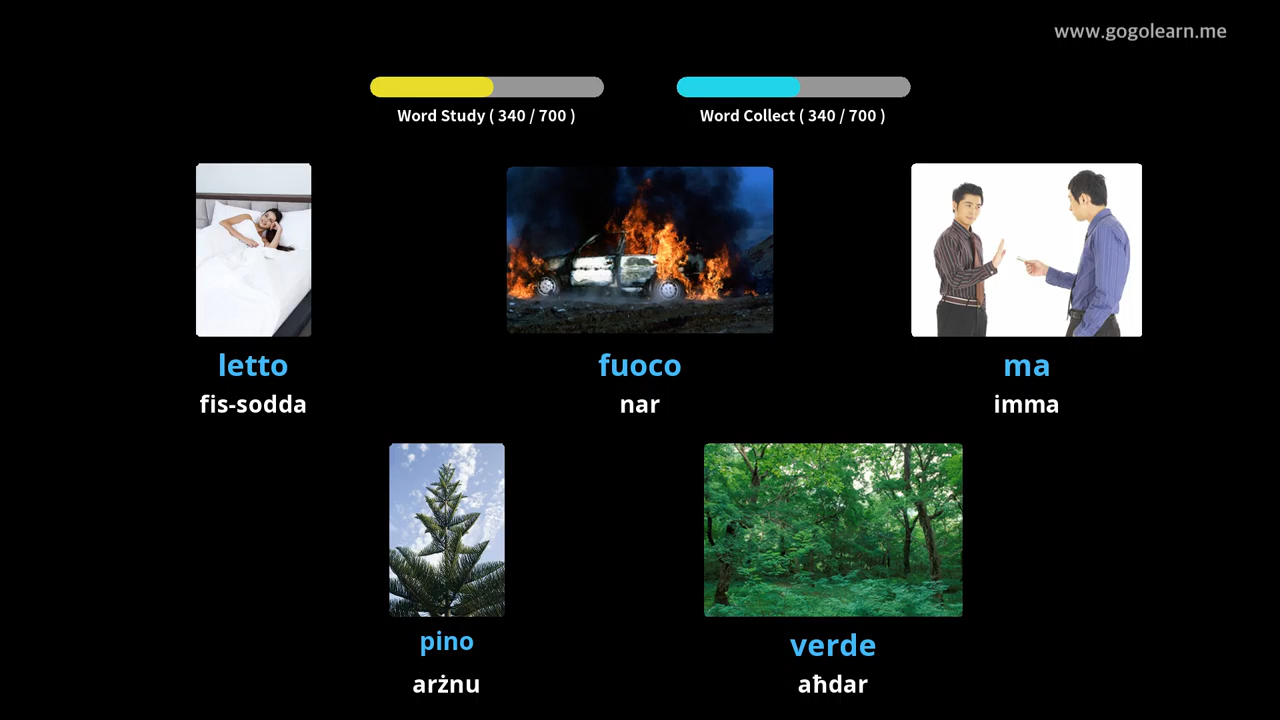 www.gogolearn.me
Word Study ( 340 / 700 )
Word Collect ( 340 / 700 )
letto
fis-sodda
fuoco
nar
ma
imma
pino
arżnu
verde
aħdar